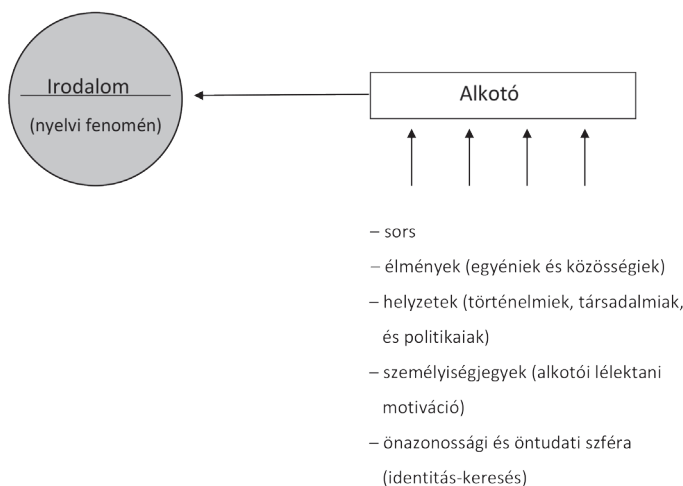 Irodalom
(nyelvi fenomén)
Alkotó
– sors
– élmények (egyéniek és közösségiek)
– helyzetek (történelmiek, társadalmiak,
és politikaiak)
– személyiségjegyek (alkotói lélektani
motiváció)
– önazonossági és öntudati szféra
(identitás-keresés)